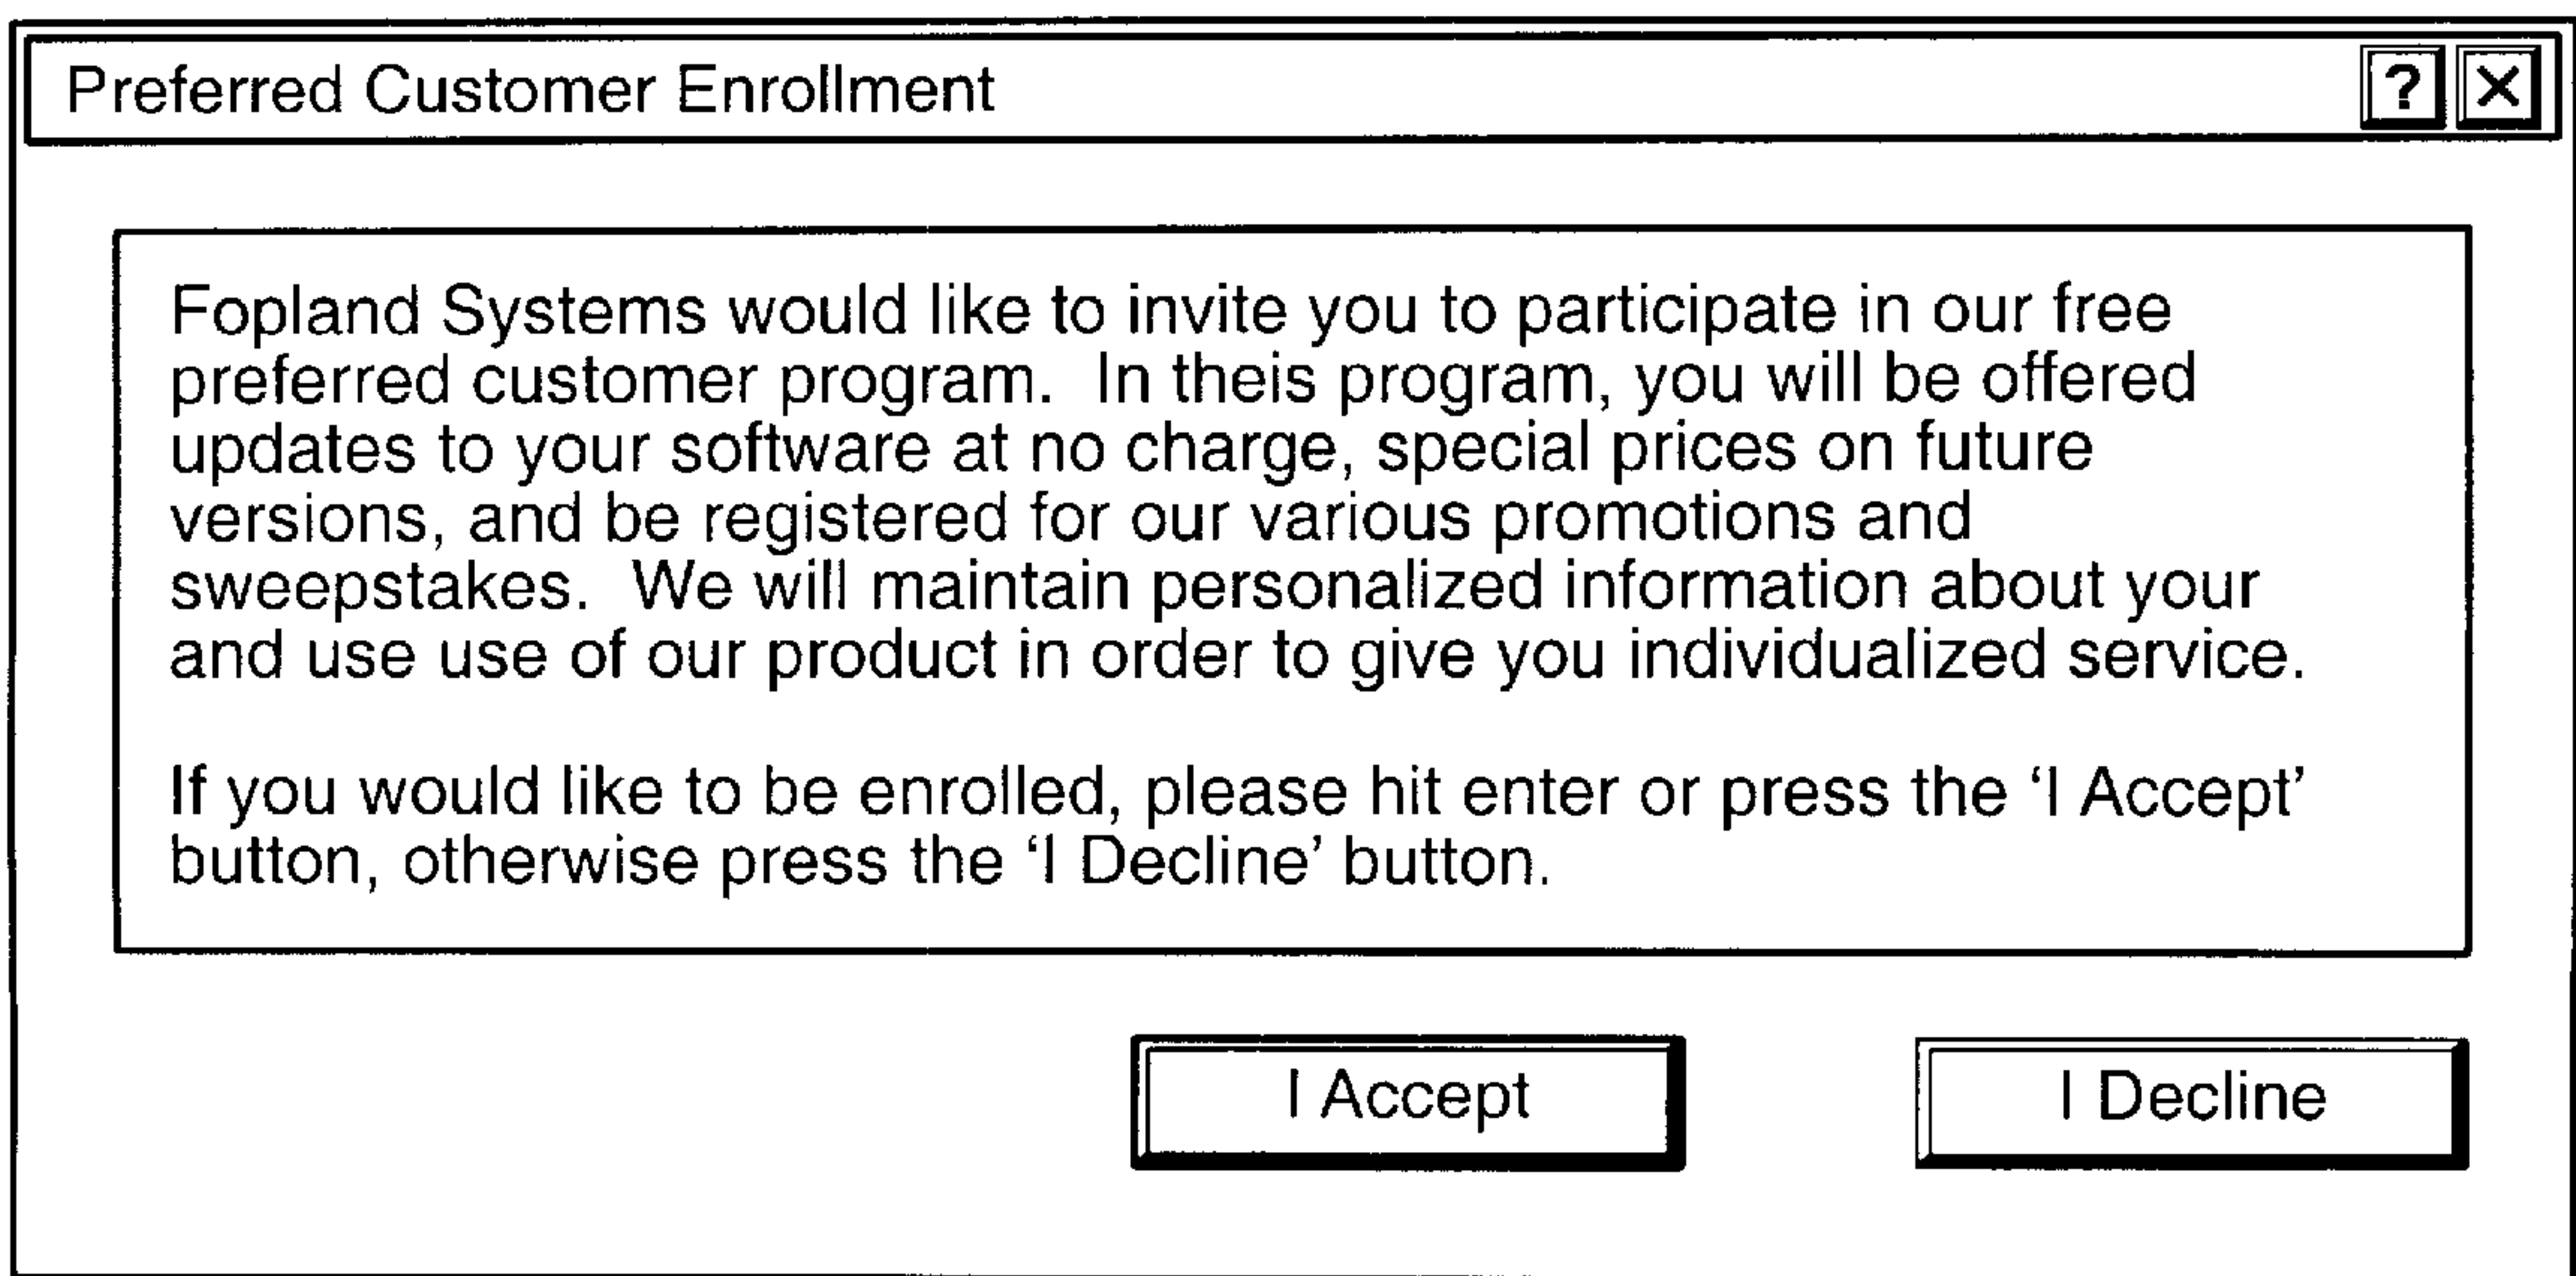 Preferred Customer Enrollment
?
X
Fopland Systems would like to invite you to participate in our free
preferred customer program.  In theis program, you will be offered
updates to your software at no charge, special prices on future
versions, and be registered for our various promotions and
sweepstakes.  We will maintain personalized information about your
and use use of our product in order to give you individualized service.
If you would like to be enrolled, please hit enter or press the ‘I Accept’
button, otherwise press the ‘I Decline’ button.
I Accept
I Decline